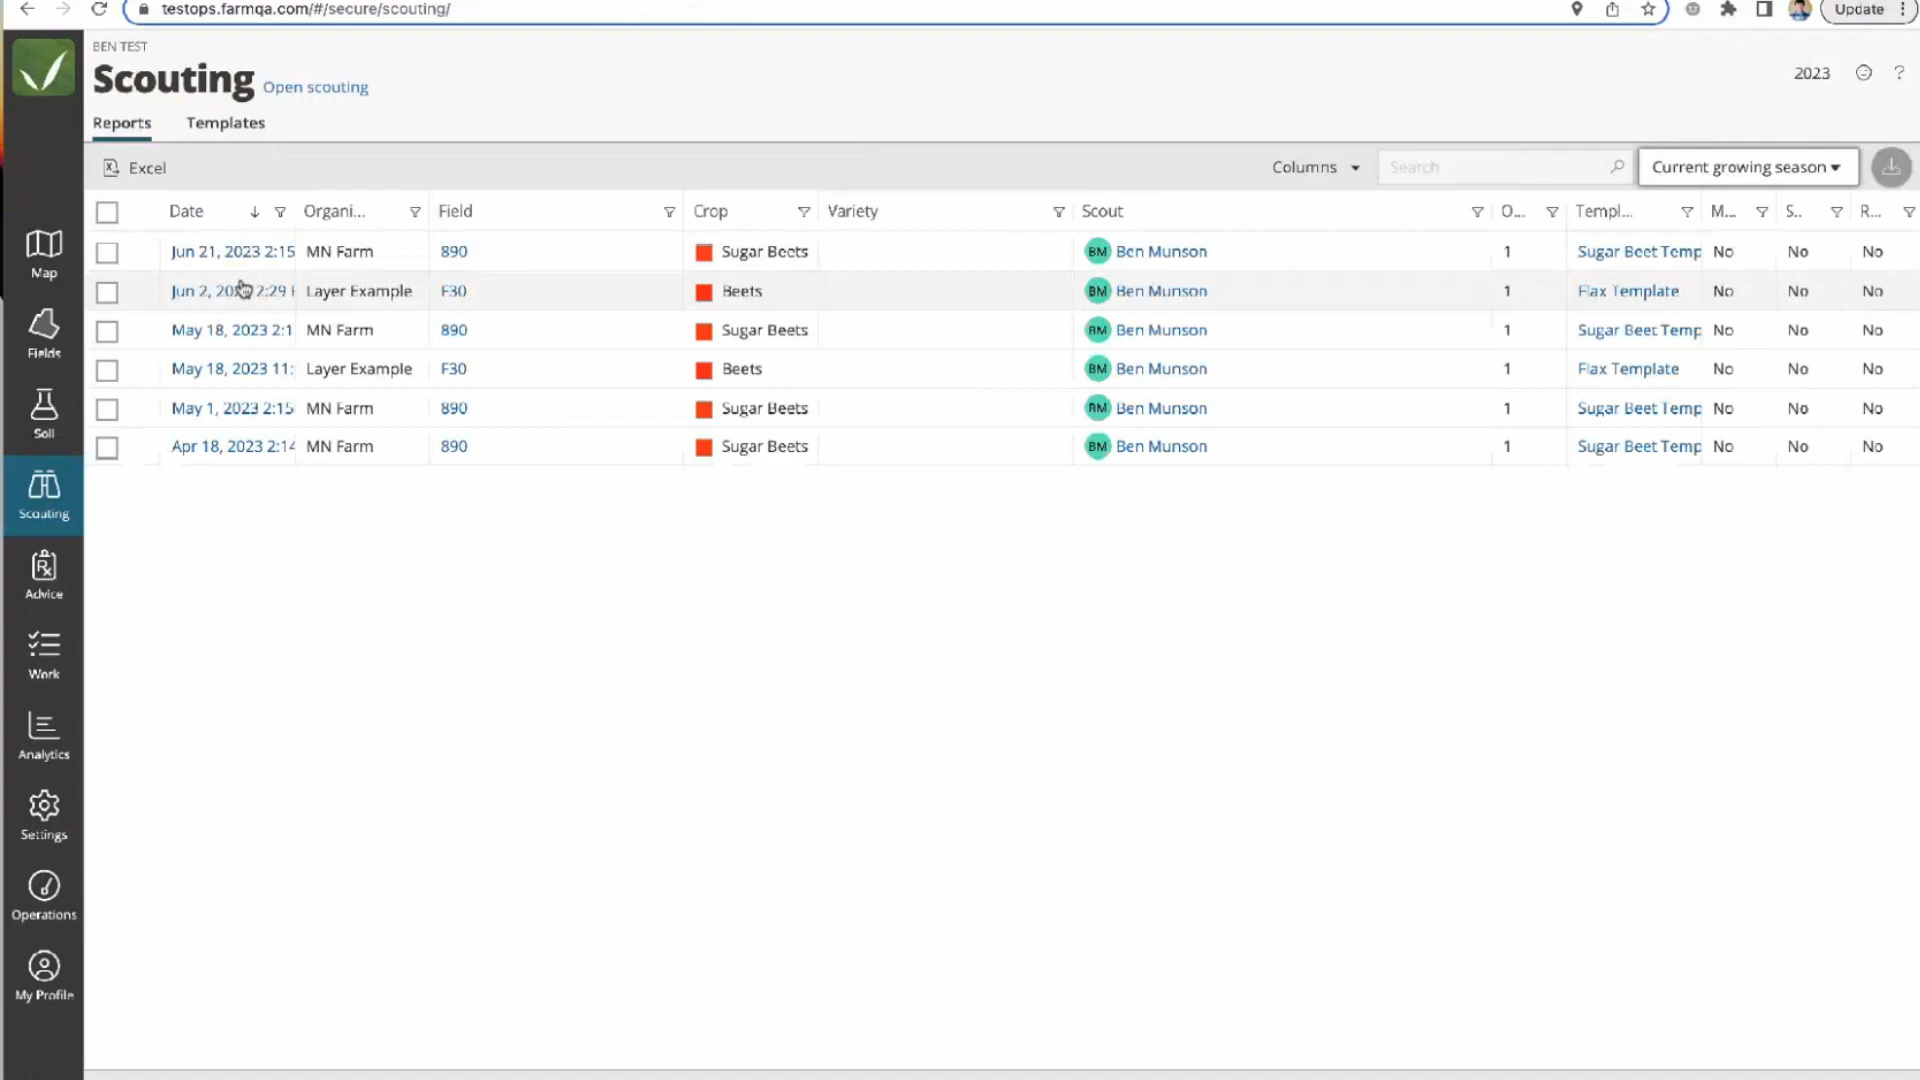 testops.farmqa.com/#/secure/scouting/
Update
BEN TEST
Scouting Open scouting
2023 ?
Reports Templates
Excel Columns Search Current growing season
Date Organi... Field Crop Variety Scout O... Templ... M... S.. R...
Jun 21, 2023 2:15 MN Farm 890 Sugar Beets BM Ben Munson 1 Sugar Beet Temp No No No
Jun 2, 20 2:29 Layer Example F30 Beets BM Ben Munson 1 Flax Template No No No
May 18, 2023 2:1 MN Farm 890 Sugar Beets BM Ben Munson 1 Sugar Beet Temp No No No
May 18, 2023 11: Layer Example F30 Beets BM Ben Munson 1 Flax Template No No No
May 1, 2023 2:15 MN Farm 890 Sugar Beets BM Ben Munson 1 Sugar Beet Temp No No No
Apr 18, 2023 2:14 MN Farm 890 Sugar Beets BM Ben Munson 1 Sugar Beet Temp No No No
Map
Fields
Soil
Scouting
Advice
Work
Analytics
Settings
Operations
My Profile